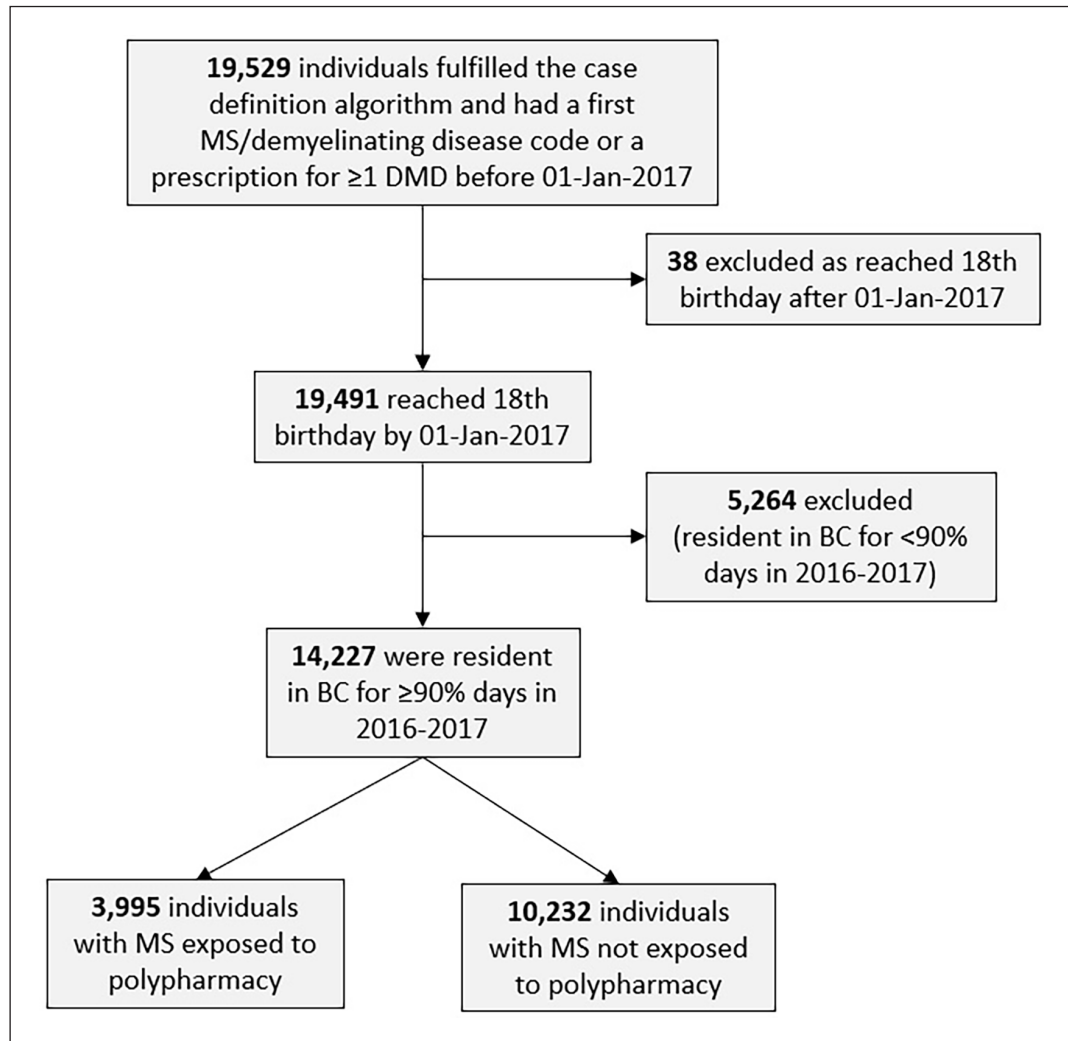 19,529 individuals fulfilled the case
definition algorithm and had a first
MS/demyelinating disease code or a
prescription for ≥1 DMD before 01-Jan-2017
38 excluded as reached 18th
birthday after 01-Jan-2017
19,491 reached 18th
birthday by 01-Jan-2017
5,264 excluded
(resident in BC for <90%
days in 2016-2017)
14,227 were resident
in BC for ≥90% days in
2016-2017
3,995 individuals
with MS exposed to
polypharmacy
10,232 individuals
with MS not exposed
to polypharmacy